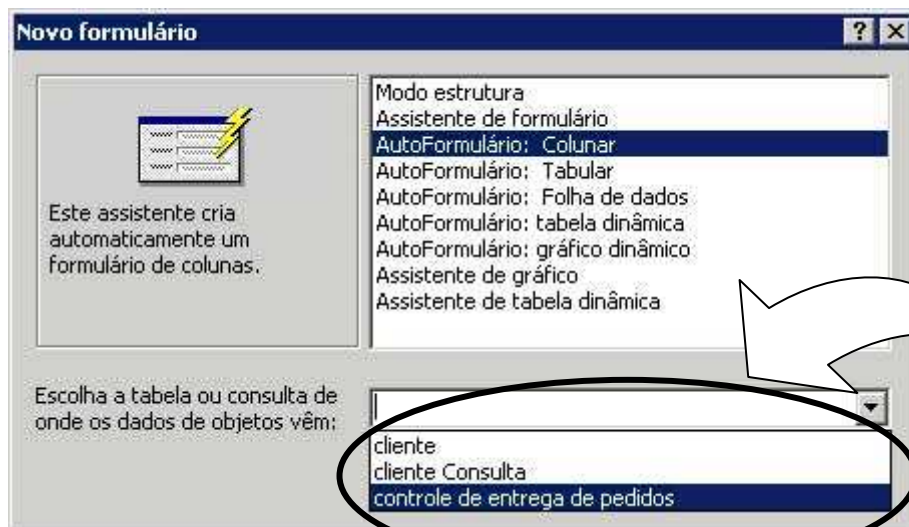 Novo formulário
Modo estrutura
Assistente de formulário
AutoFormulário: Colunar
AutoFormulário: Tabular
AutoFormulário: Folha de dados
AutoFormulário: tabela dinâmica
AutoFormulário: gráfico dinâmico
Assistente de gráfico
Assistente de tabela dinâmica
Este assistente cria
automaticamente um
formulário de colunas.
Escolha a tabela ou consulta de
onde os dados de objetos vêm:
cliente
cliente Consulta
controle de entrega de pedidos